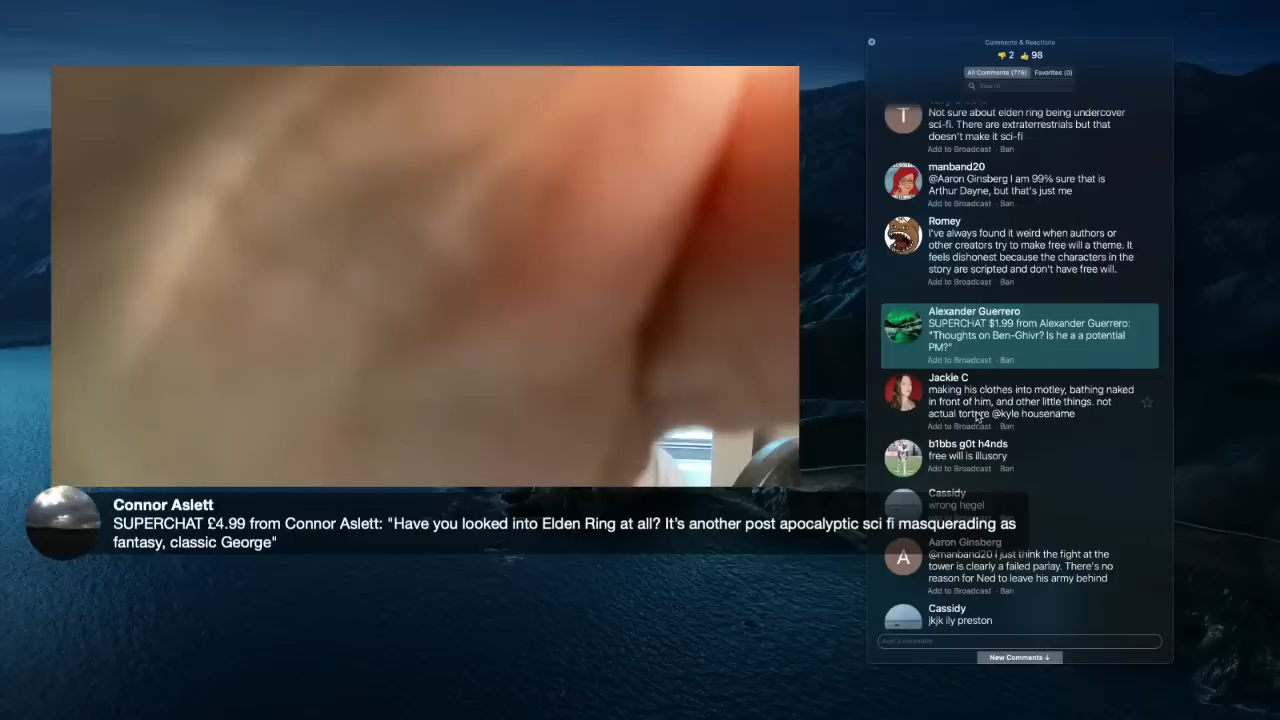 Comments & Reactions
👎 2 👍 96
All Comments (776) Favorites (0)
Search
Not sure about elden ring being undercover
sci-fi. There are extraterrestrials but that
doesn't make it sci-fi
Add to Broadcast · Ban
manband20
@Aaron Ginsberg I am 99% sure that is
Arthur Dayne, but that's just me
Add to Broadcast · Ban
Romey
I've always found it weird when authors or
other creators try to make free will a theme. It
feels dishonest because the characters in the
story are scripted and don't have free will.
Add to Broadcast · Ban
Alexander Guerrero
SUPERCHAT $1.99 from Alexander Guerrero:
"Thoughts on Ben-Ghivr? Is he a a potential
PM?"
Add to Broadcast · Ban
Jackie C
making his clothes into motley, bathing naked
in front of him, and other little things. not
actual torture @kyle housename
Add to Broadcast · Ban
b1bbs g0t h4nds
free will is illusory
Add to Broadcast · Ban
Cassidy
wrong hegel
Aaron Ginsberg
@manband20 I just think the fight at the
tower is clearly a failed parlay. There's no
reason for Ned to leave his army behind
Add to Broadcast · Ban
Cassidy
jkjk ily preston
New Comments ↓
T
A
Connor Aslett
SUPERCHAT £4.99 from Connor Aslett: "Have you looked into Elden Ring at all? It's another post apocalyptic sci fi masquerading as
fantasy, classic George"